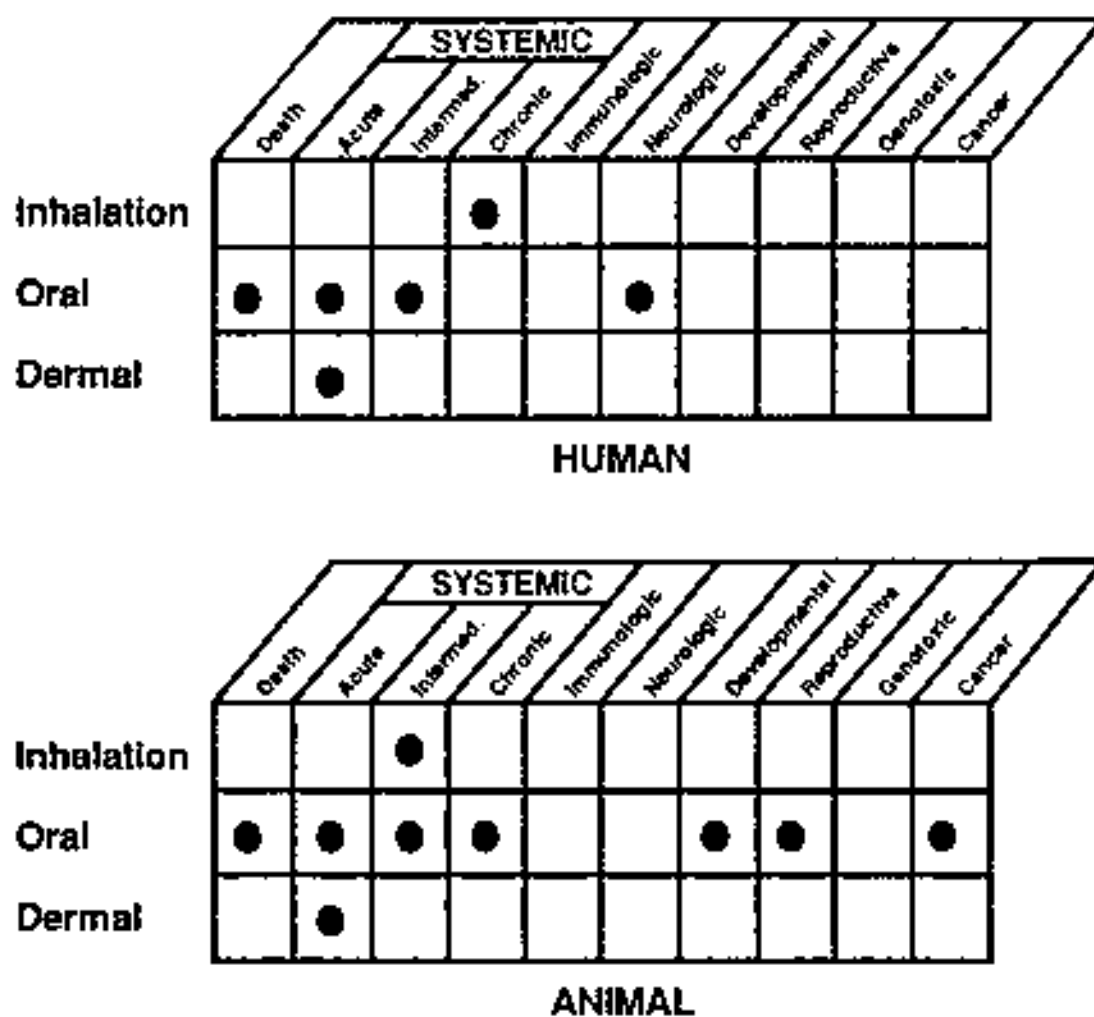 SYSTEMIC
Death Acute Intermed. Chronic Immunologic Neurologic Developmental Reproductive Genotoxic Cancer
Inhalation
Oral
Dermal
HUMAN
SYSTEMIC
Death Acute Intermed. Chronic Immunologic Neurologic Developmental Reproductive Genotoxic Cancer
Inhalation
Oral
Dermal
ANIMAL